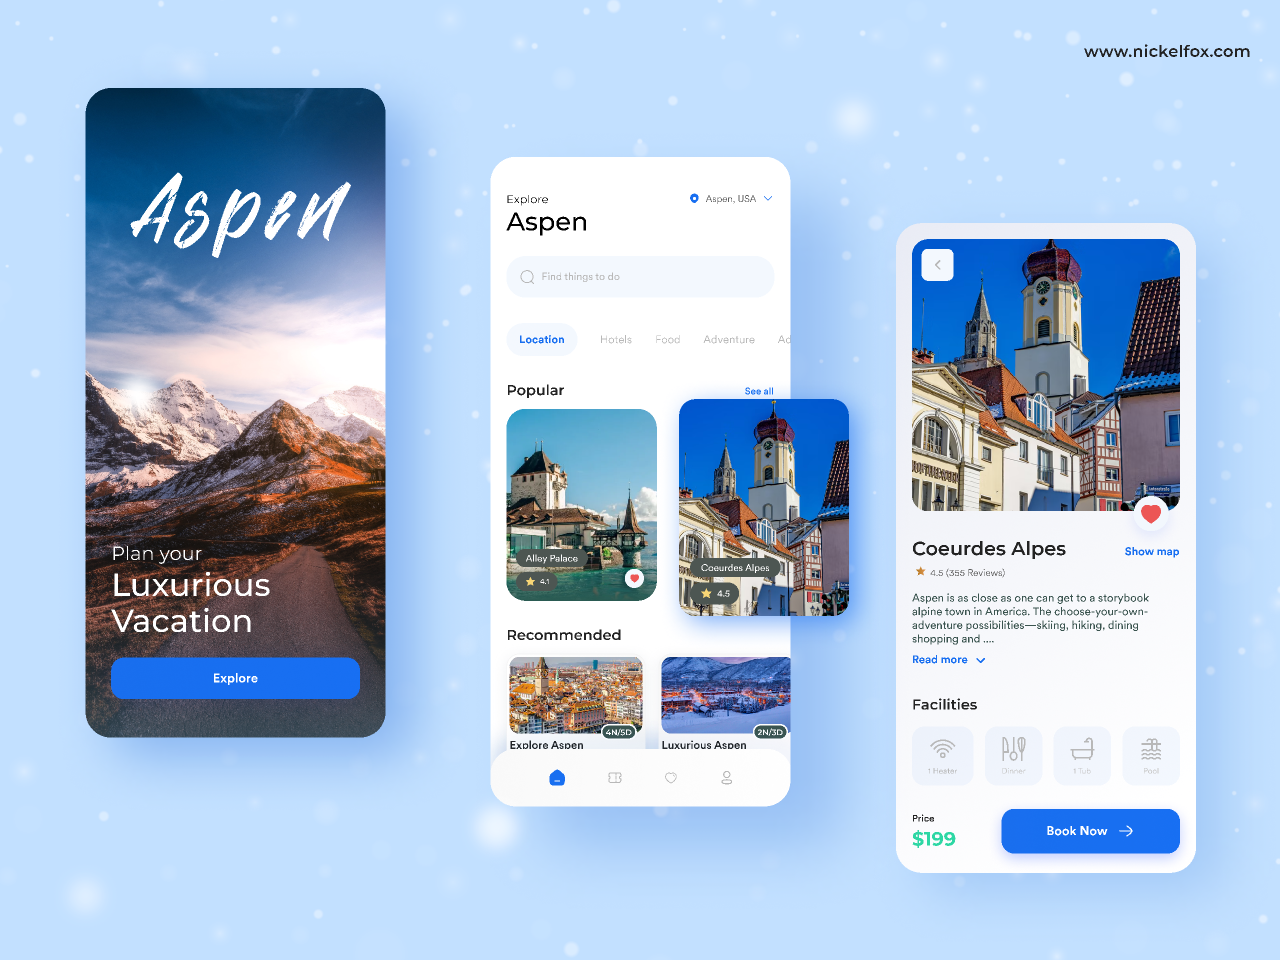 www.nickelfox.com
Aspen
Plan your
Luxurious
Vacation
Explore
Explore
Aspen
Aspen, USA
Find things to do
Location Hotels Food Adventure Ad
Popular
See all
Alley Palace
4.1
Coeurdes Alpes
4.5
Recommended
4N/5D
Explore Aspen
2N/3D
Luxurious Aspen
Coeurdes Alpes
Show map
4.5 (355 Reviews)
Aspen is as close as one can get to a storybook
alpine town in America. The choose-your-own-
adventure possibilities—skiing, hiking, dining
shopping and ....
Read more
Facilities
1 Heater
Dinner
1 Tub
Pool
Price
$199
Book Now